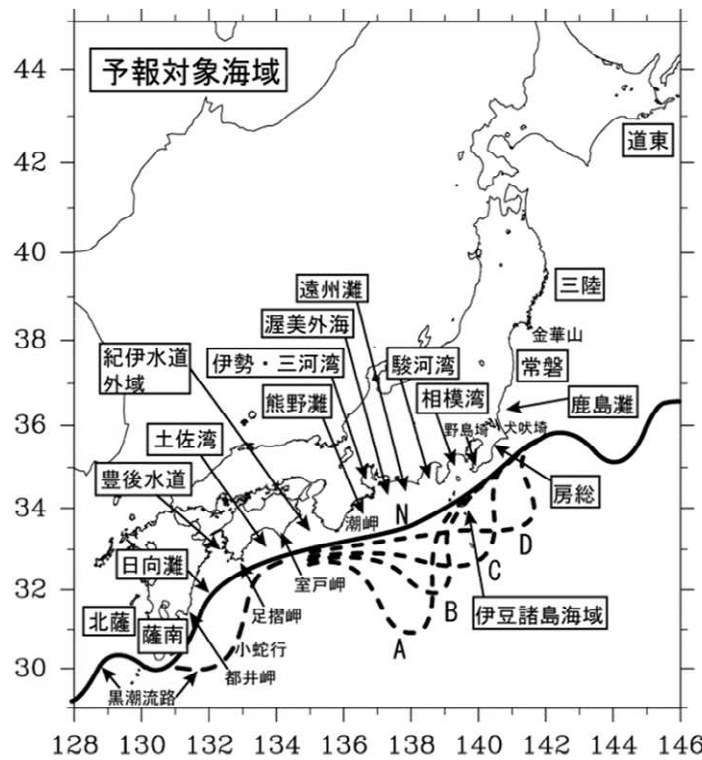 予報対象海域
44
42
40
38
36
34
32
30
道東
三陸
金華山
遠州灘
渥美外海
紀伊水道
外域
伊勢・三河湾
駿河湾
常磐
熊野灘
相模湾
鹿島灘
土佐湾
野島埼
犬吠埼
豊後水道
房総
潮岬
N
D
日向灘
室戸岬
C
北薩
薩南
足摺岬
B
伊豆諸島海域
小蛇行
A
都井岬
黒潮流路
128
130
132
134
136
138
140
142
144
146